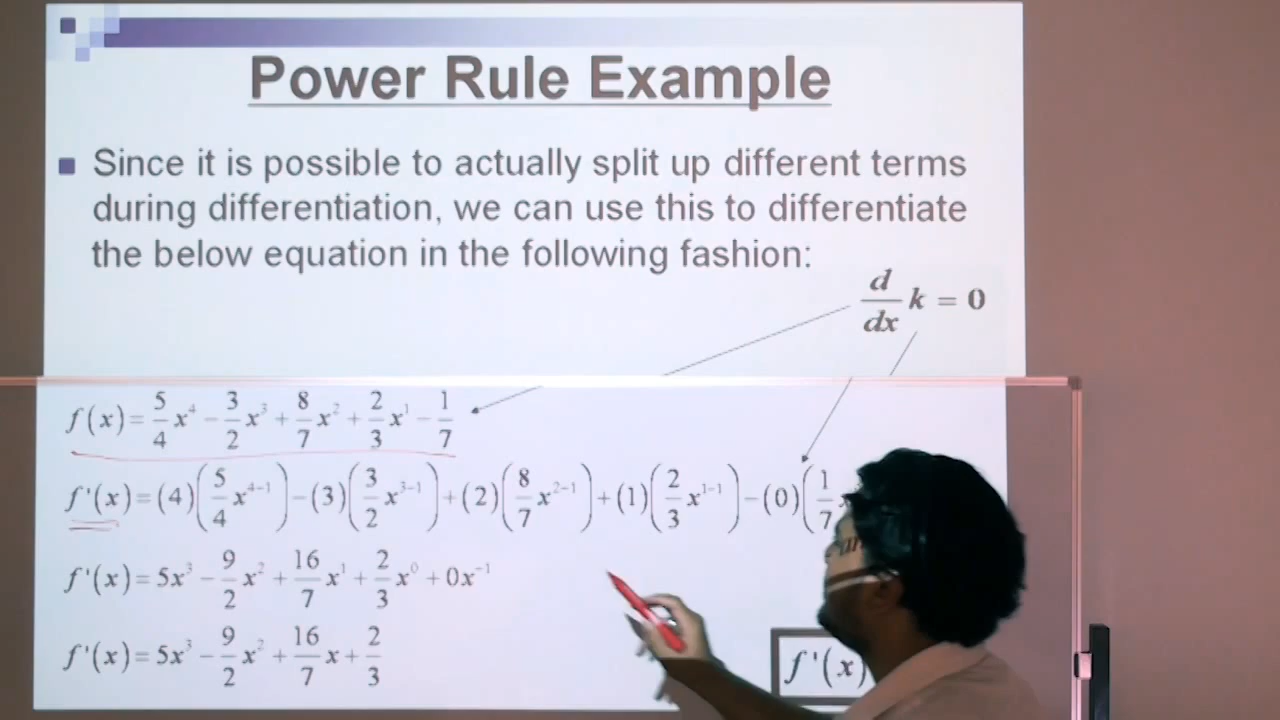 Power Rule Example
Since it is possible to actually split up different terms
during differentiation, we can use this to differentiate
the below equation in the following fashion:
d/dx k = 0
f(x) = 5/4 x^4 − 3/2 x^3 + 8/7 x^2 + 2/3 x^1 − 1/7
f'(x) = (4)(5/4 x^(4−1)) − (3)(3/2 x^(3−1)) + (2)(8/7 x^(2−1)) + (1)(2/3 x^(1−1)) − (0)(1/7
f'(x) = 5x^3 − 9/2 x^2 + 16/7 x^1 + 2/3 x^0 + 0x^−1
f'(x) = 5x^3 − 9/2 x^2 + 16/7 x + 2/3
f'(x)